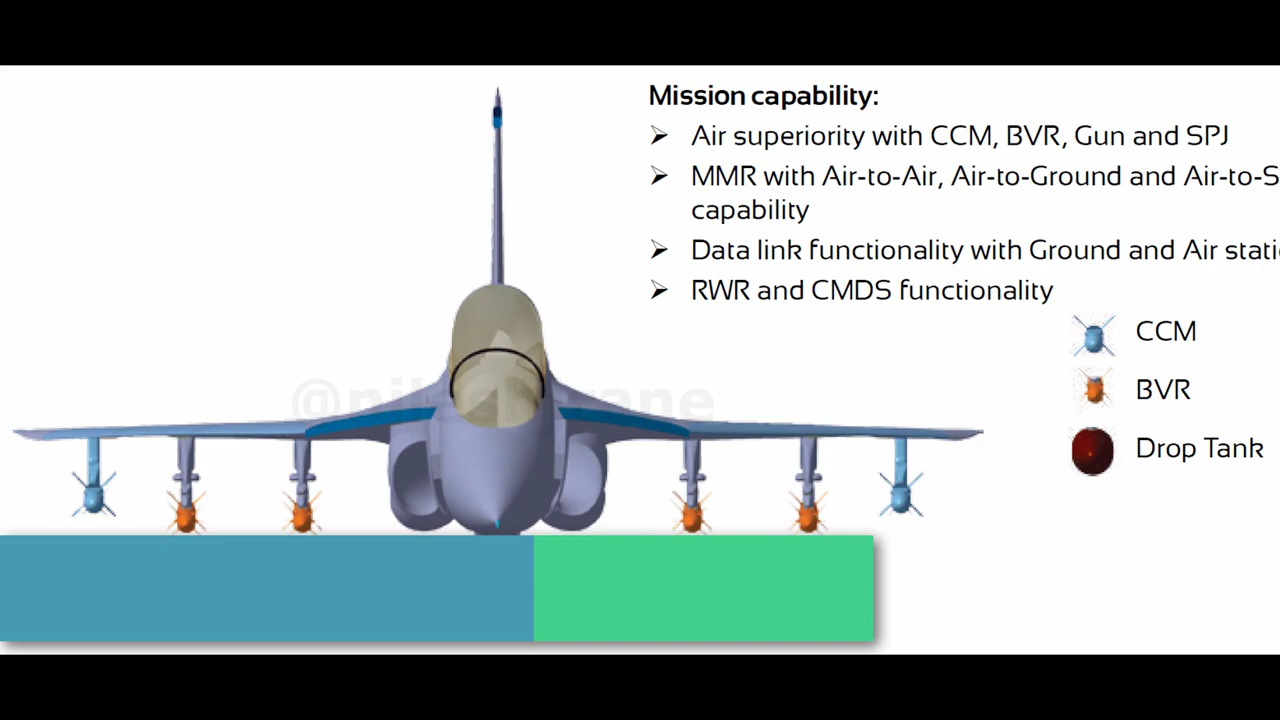 Mission capability:
Air superiority with CCM, BVR, Gun and SPJ
MMR with Air-to-Air, Air-to-Ground and Air-to-S
capability
Data link functionality with Ground and Air stati
RWR and CMDS functionality
CCM
BVR
Drop Tank